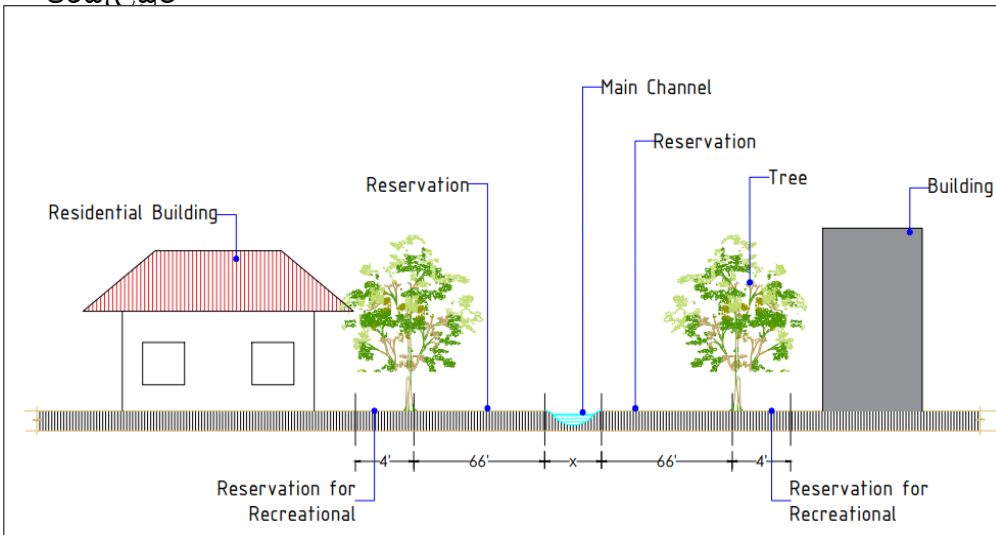 Main Channel
Reservation
Reservation
Tree
Building
Residential Building
4'
66'
x
66'
4'
Reservation for
Recreational
Reservation for
Recreational